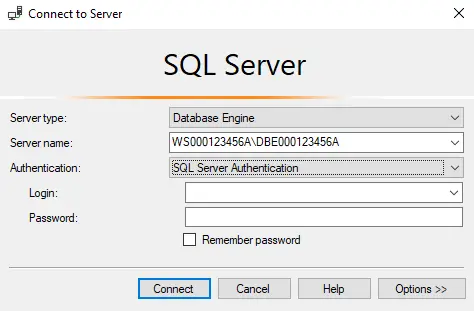 Connect to Server
SQL Server
Server type: Database Engine
Server name: WS000123456A\DBE000123456A
Authentication: SQL Server Authentication
Login:
Password:
Remember password
Connect Cancel Help Options >>